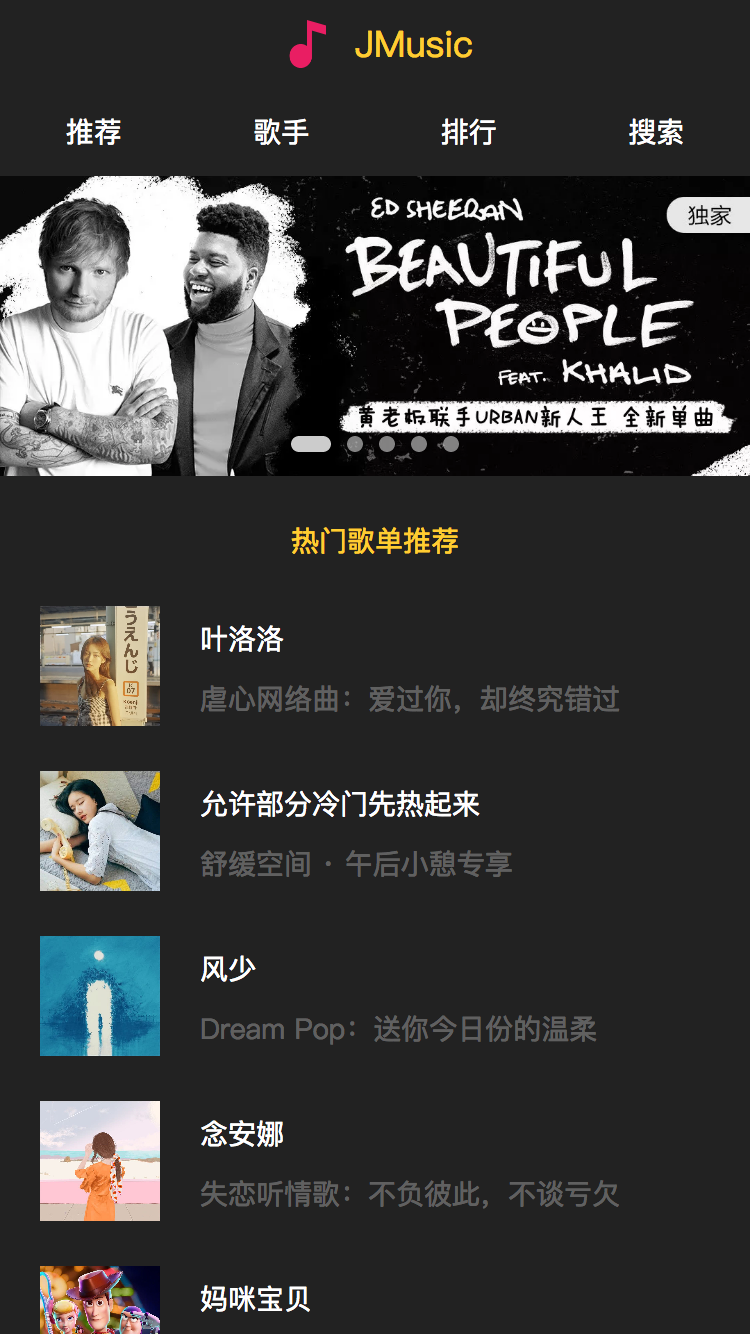 JMusic
推荐
歌手
排行
搜索
ED SHEERAN
独家
BEAUTIFUL
PEOPLE
FEAT. KHALID
黄老板联手URBAN新人王 全新单曲
热门歌单推荐
うえんじ
07
叶洛洛
虐心网络曲：爱过你，却终究错过
允许部分冷门先热起来
舒缓空间 · 午后小憩专享
风少
Dream Pop：送你今日份的温柔
念安娜
失恋听情歌：不负彼此，不谈亏欠
妈咪宝贝